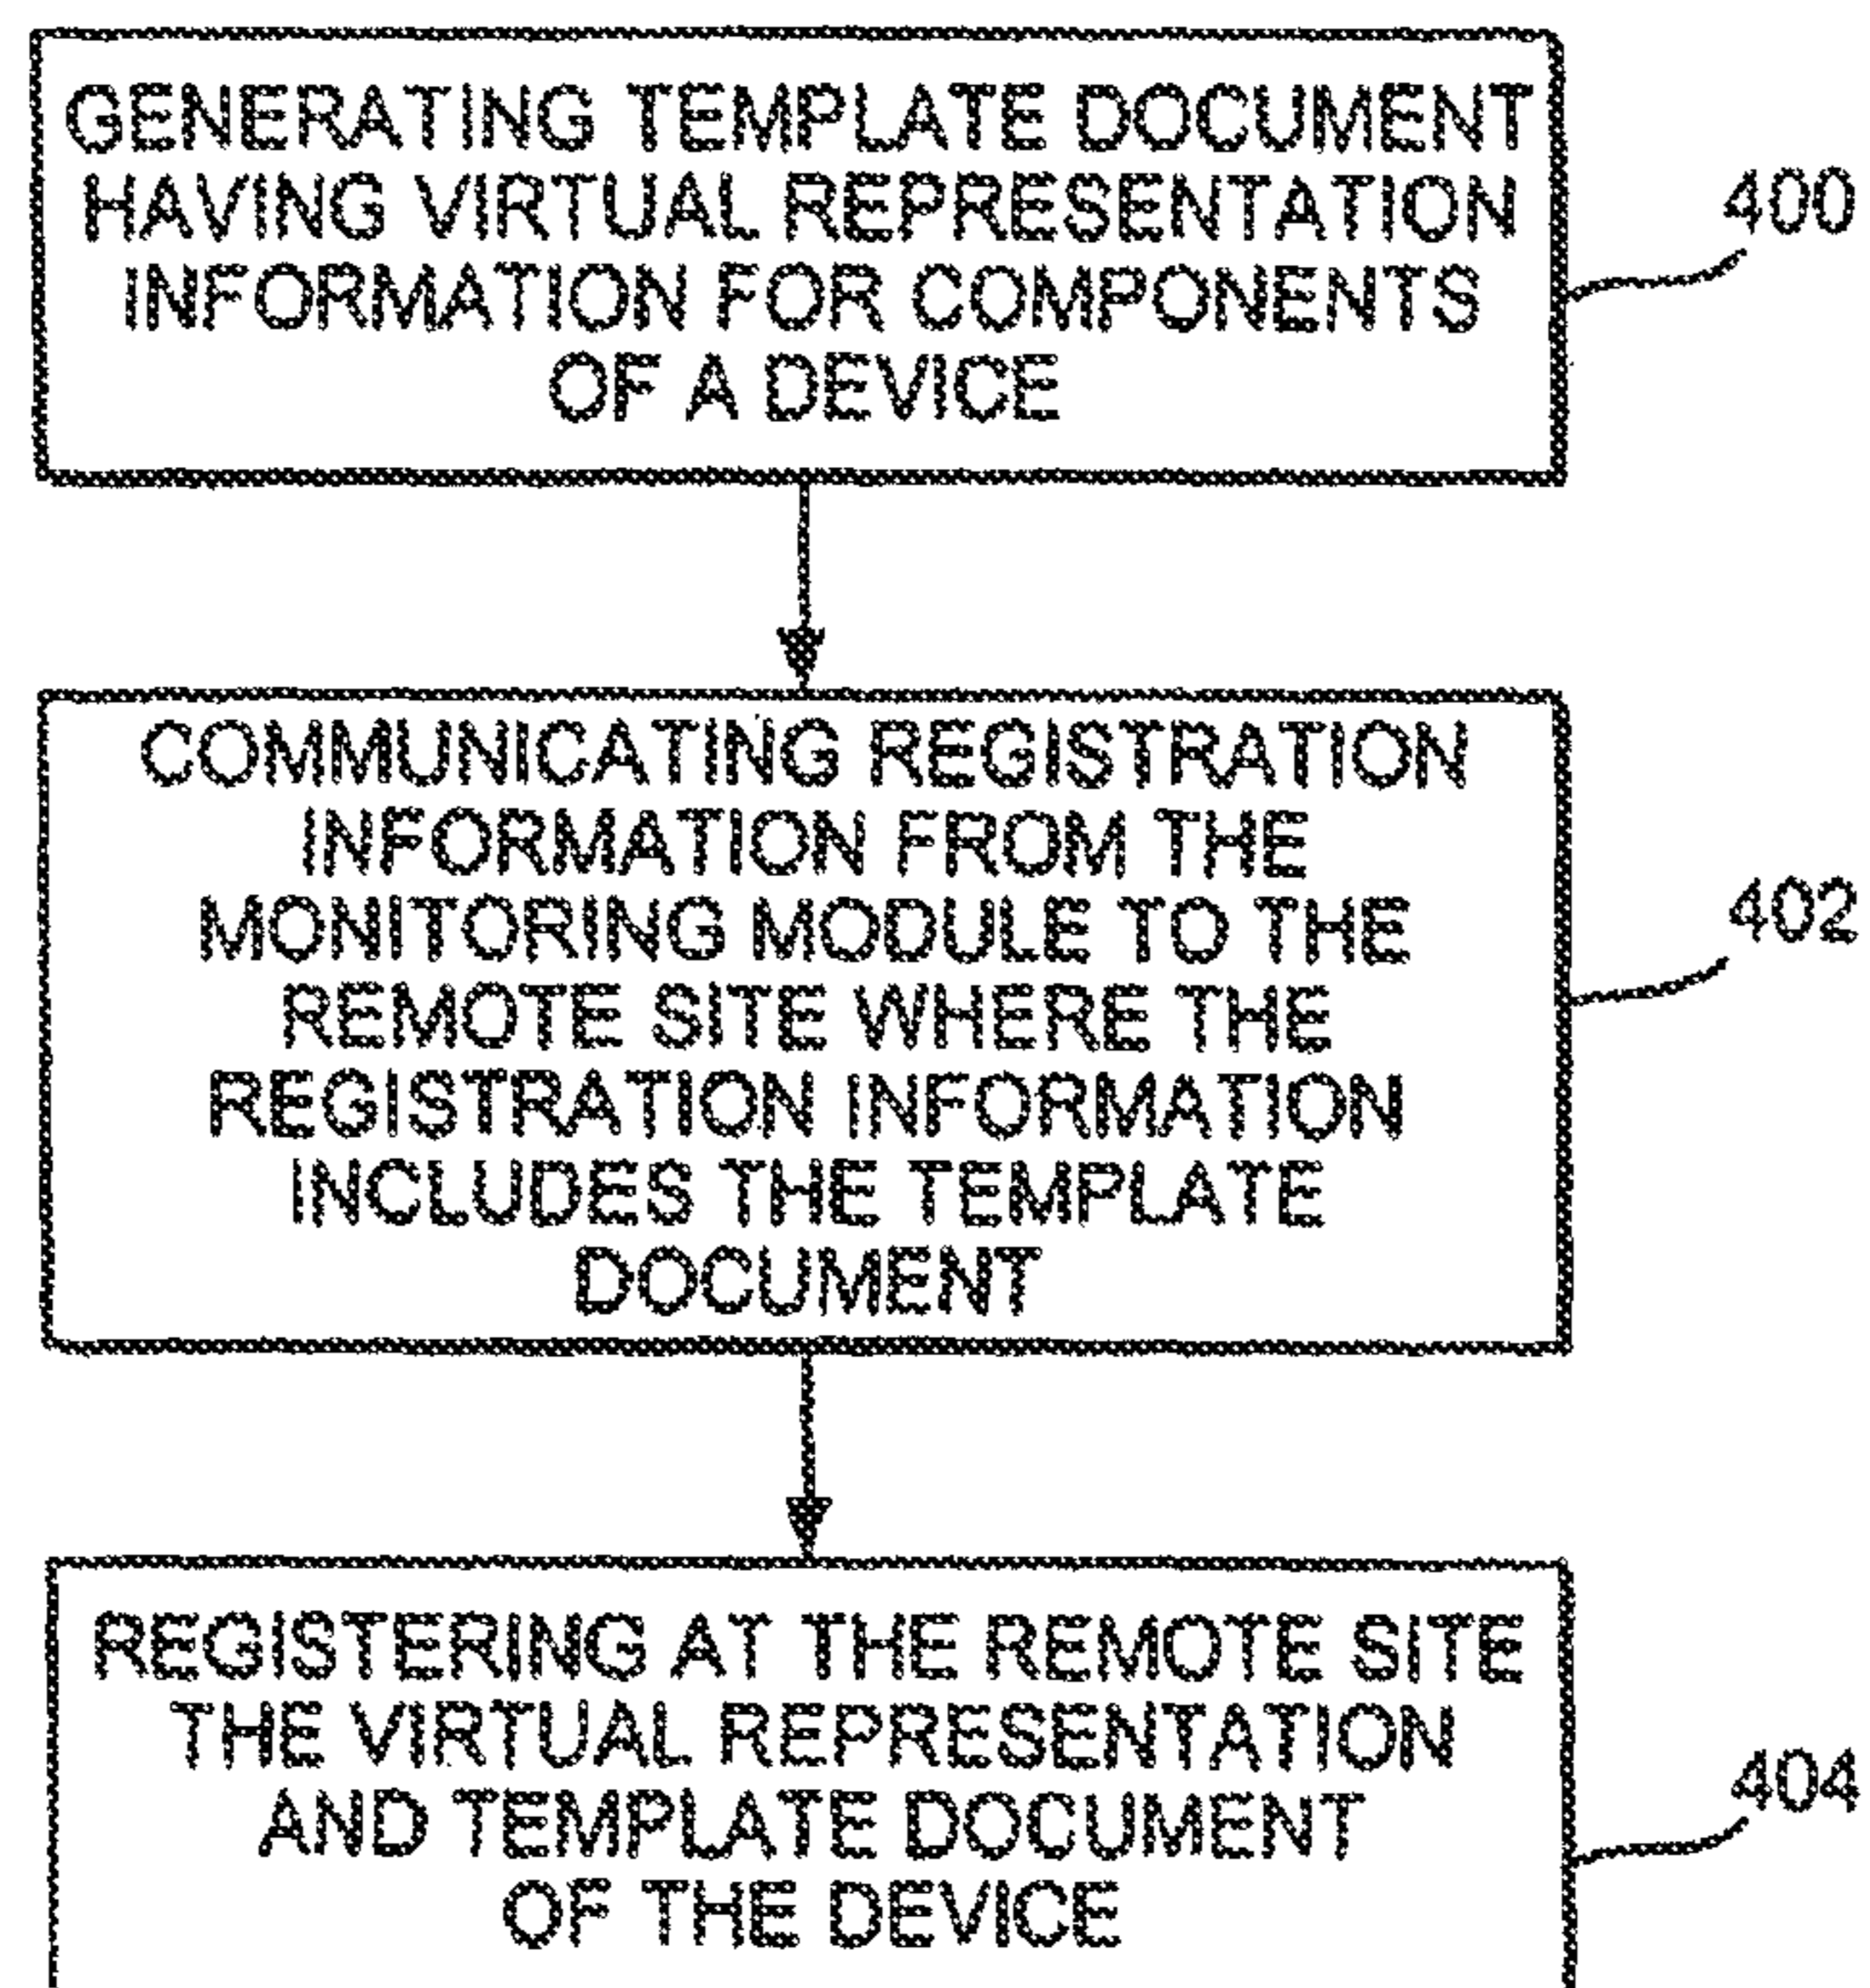 GENERATING TEMPLATE DOCUMENT
HAVING VIRTUAL REPRESENTATION
INFORMATION FOR COMPONENTS
OF A DEVICE
400
COMMUNICATING REGISTRATION
INFORMATION FROM THE
MONITORING MODULE TO THE
REMOTE SITE WHERE THE
REGISTRATION INFORMATION
INCLUDES THE TEMPLATE
DOCUMENT
402
REGISTERING AT THE REMOTE SITE
THE VIRTUAL REPRESENTATION
AND TEMPLATE DOCUMENT
OF THE DEVICE
404